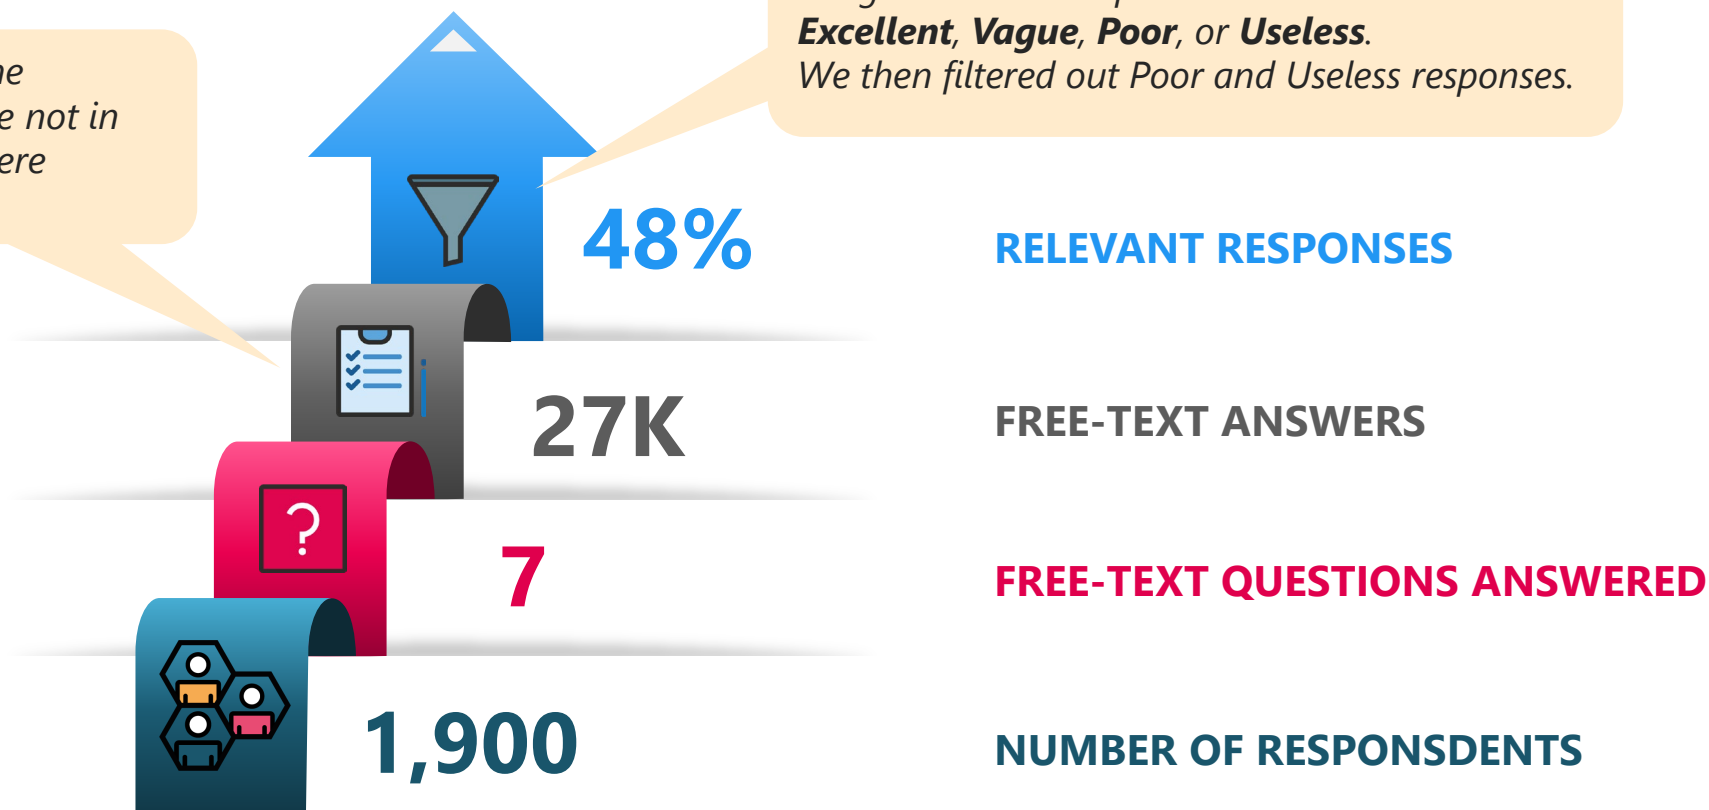 Excellent, Vague, Poor, or Useless.
We then filtered out Poor and Useless responses.
not in
48%
RELEVANT RESPONSES
27K
FREE-TEXT ANSWERS
7
FREE-TEXT QUESTIONS ANSWERED
1,900
NUMBER OF RESPONSDENTS